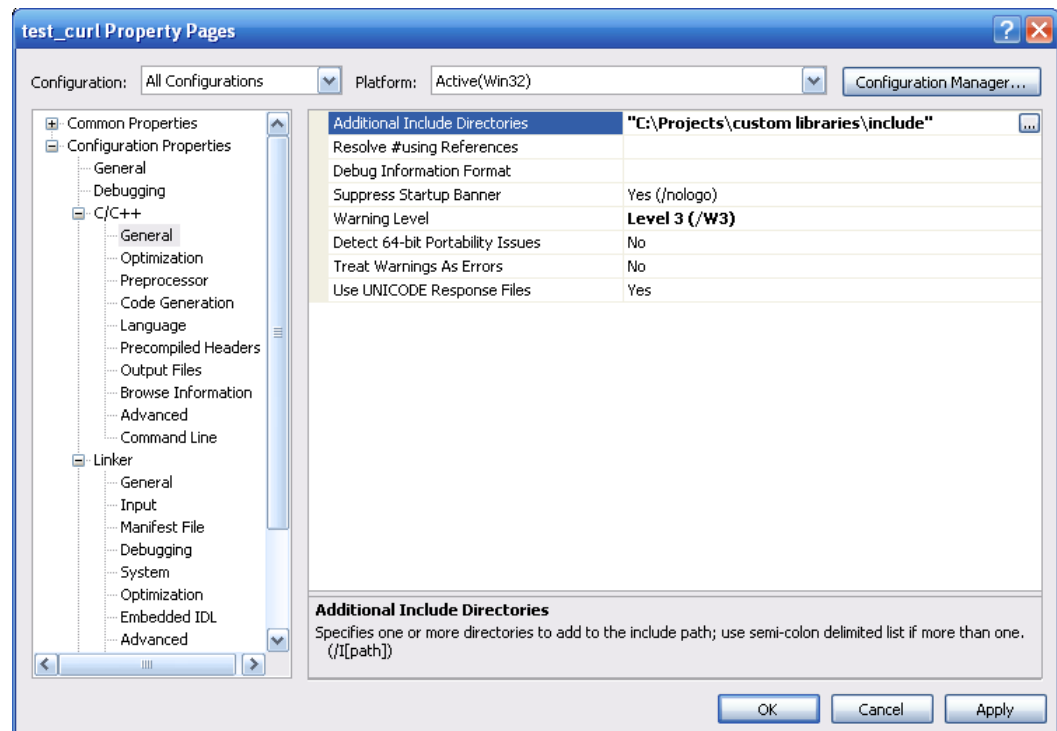 test_curl Property Pages
Configuration: All Configurations Platform: Active(Win32) Configuration Manager...
Common Properties
Configuration Properties
General
Debugging
C/C++
General
Optimization
Preprocessor
Code Generation
Language
Precompiled Headers
Output Files
Browse Information
Advanced
Command Line
Linker
General
Input
Manifest File
Debugging
System
Optimization
Embedded IDL
Advanced
Additional Include Directories "C:\Projects\custom libraries\include" ...
Resolve #using References
Debug Information Format
Suppress Startup Banner Yes (/nologo)
Warning Level Level 3 (/W3)
Detect 64-bit Portability Issues No
Treat Warnings As Errors No
Use UNICODE Response Files Yes
Additional Include Directories
Specifies one or more directories to add to the include path; use semi-colon delimited list if more than one.
(/I[path])
OK Cancel Apply